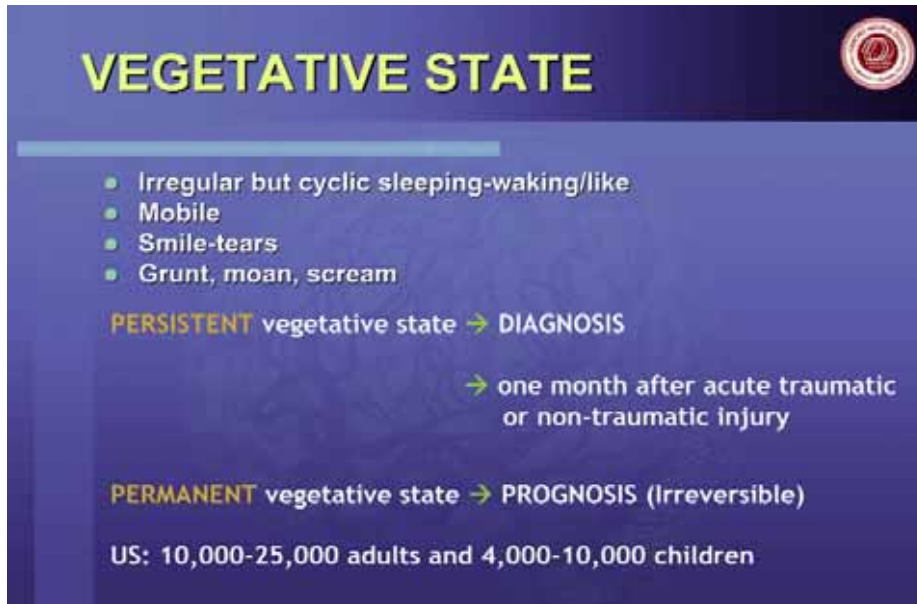 VEGETATIVE STATE
• Irregular but cyclic sleeping-waking/like
• Mobile
• Smile-tears
• Grunt, moan, scream
PERSISTENT vegetative state → DIAGNOSIS
→ one month after acute traumatic
or non-traumatic injury
PERMANENT vegetative state → PROGNOSIS (Irreversible)
US: 10,000-25,000 adults and 4,000-10,000 children